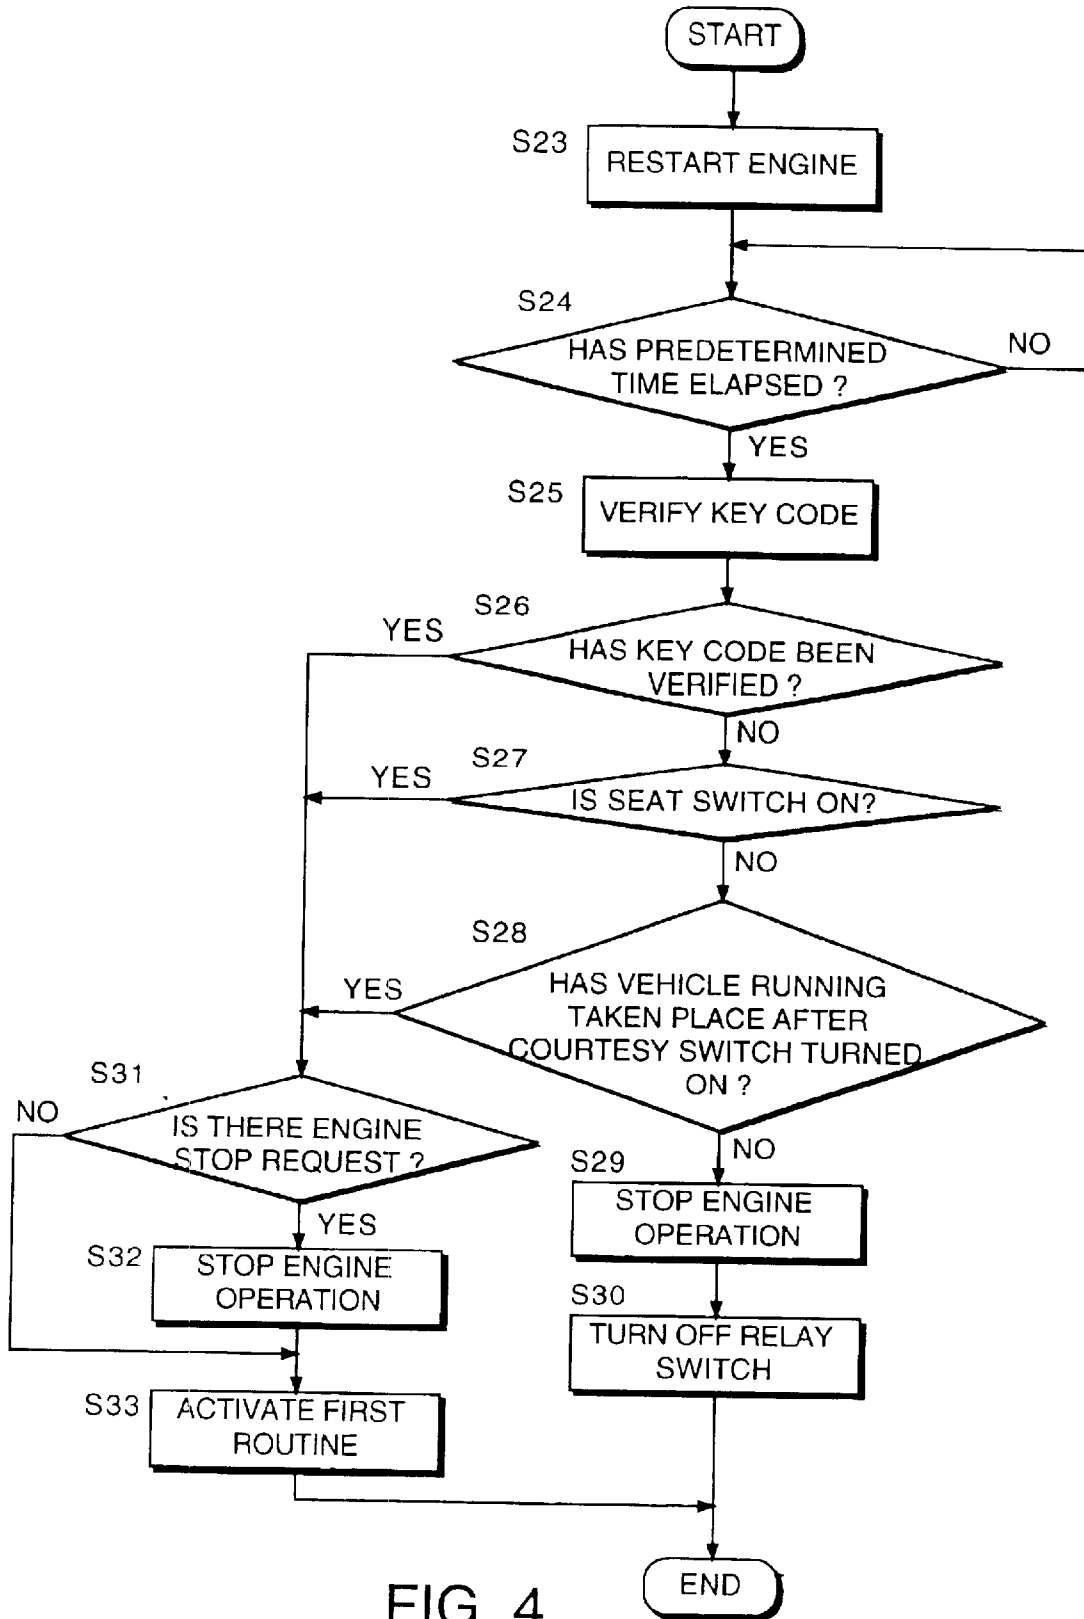 START
S23
RESTART ENGINE
S24
HAS PREDETERMINED
TIME ELAPSED ?
NO
YES
S25
VERIFY KEY CODE
S26
YES
HAS KEY CODE BEEN
VERIFIED ?
NO
S27
YES
IS SEAT SWITCH ON?
NO
S28
YES
HAS VEHICLE RUNNING
TAKEN PLACE AFTER
COURTESY SWITCH TURNED
ON ?
NO
S31
NO
IS THERE ENGINE
STOP REQUEST ?
YES
S29
STOP ENGINE
OPERATION
S32
STOP ENGINE
OPERATION
S30
TURN OFF RELAY
SWITCH
S33
ACTIVATE FIRST
ROUTINE
END
FIG. 4